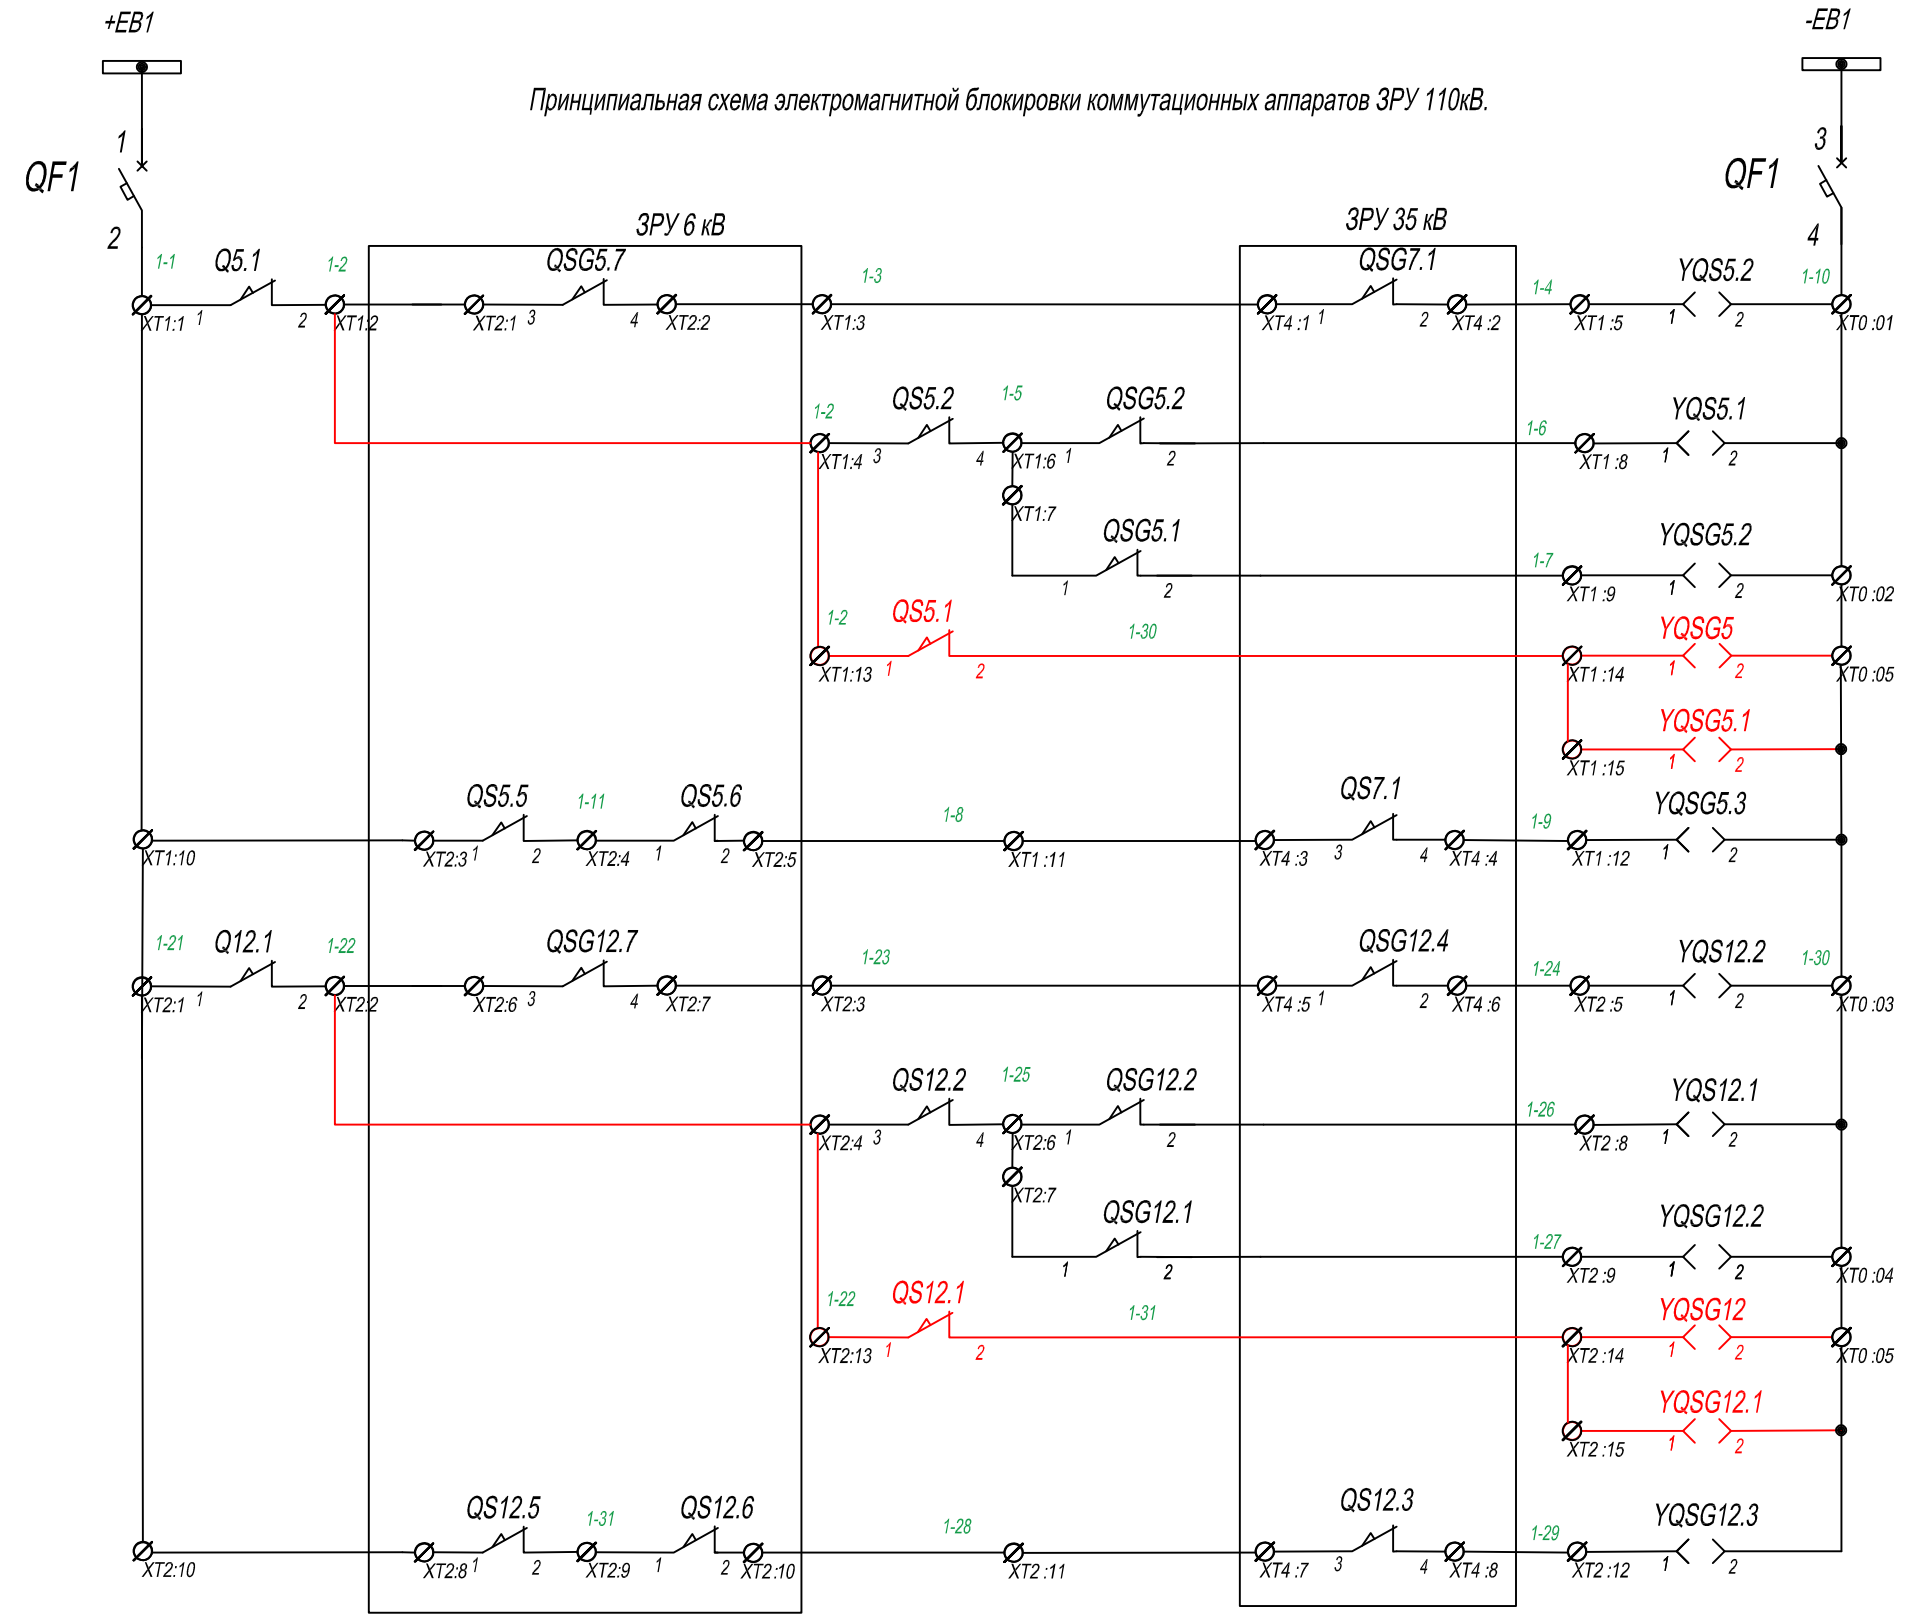 +EB1
-EB1
Принципиальная схема электромагнитной блокировки коммутационных аппаратов ЗРУ 110кВ.
1
QF1
2
3
QF1
4
ЗРУ 6 кВ
ЗРУ 35 кВ
1-1 Q5.1 1-2 QSG5.7 1-3 QSG7.1 1-4 YQS5.2 1-10
XT1:1 1 2 XT1:2 XT2:1 3 4 XT2:2 XT1:3 XT4 :1 1 2 XT4 :2 XT1 :5 1 2 XT0 :01
1-2 QS5.2 1-5 QSG5.2 1-6 YQS5.1
XT1:4 3 4 XT1:6 1 2 XT1 :8 1 2
XT1:7
QSG5.1 1-7 YQSG5.2
1 2 XT1 :9 1 2 XT0 :02
1-2 QS5.1 1-30 YQSG5
XT1:13 1 2 XT1 :14 1 2 XT0 :05
YQSG5.1
XT1 :15 1 2
QS5.5 1-11 QS5.6 1-8 QS7.1 1-9 YQSG5.3
XT1:10 XT2:3 1 2 XT2:4 1 2 XT2:5 XT1 :11 XT4 :3 3 4 XT4 :4 XT1 :12 1 2
1-21 Q12.1 1-22 QSG12.7 1-23 QSG12.4 1-24 YQS12.2 1-30
XT2:1 1 2 XT2:2 XT2:6 3 4 XT2:7 XT2:3 XT4 :5 1 2 XT4 :6 XT2 :5 1 2 XT0 :03
QS12.2 1-25 QSG12.2 1-26 YQS12.1
XT2:4 3 4 XT2:6 1 2 XT2 :8 1 2
XT2:7
QSG12.1 1-27 YQSG12.2
1 2 XT2 :9 1 2 XT0 :04
1-22 QS12.1 1-31 YQSG12
XT2:13 1 2 XT2 :14 1 2 XT0 :05
YQSG12.1
XT2 :15 1 2
QS12.5 1-31 QS12.6 1-28 QS12.3 1-29 YQSG12.3
XT2:10 XT2:8 1 2 XT2:9 1 2 XT2:10 XT2 :11 XT4 :7 3 4 XT4 :8 XT2 :12 1 2